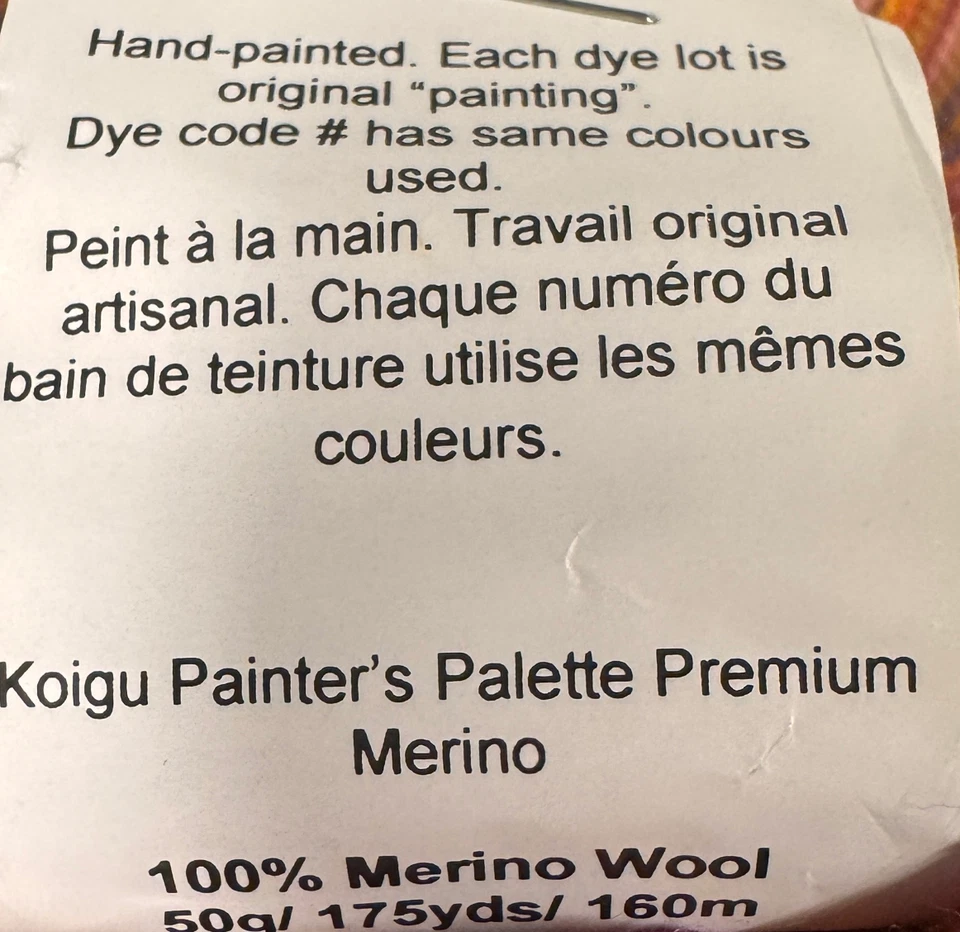 Hand-painted. Each dye lot is
original “painting”.
Dye code # has same colours
used.
Peint à la main. Travail original
artisanal. Chaque numéro du
bain de teinture utilise les mêmes
couleurs.
Koigu Painter’s Palette Premium
Merino
100% Merino Wool
50g/ 175yds/ 160m